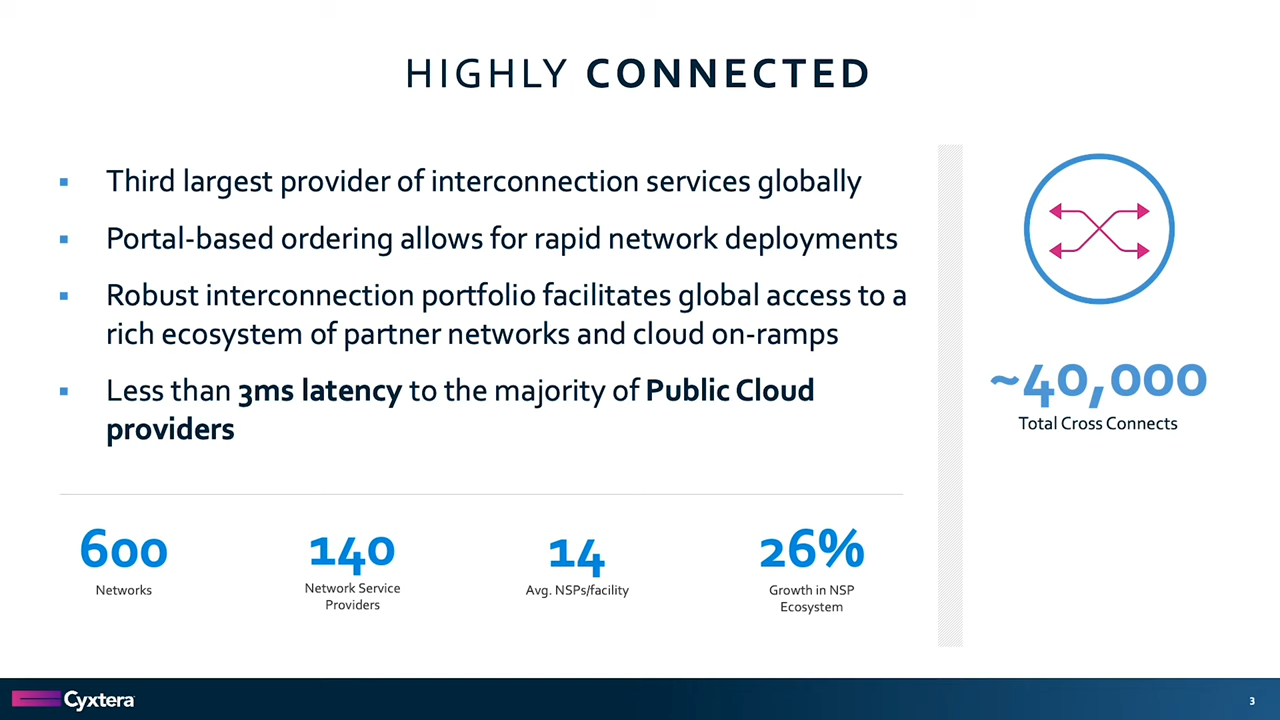 HIGHLY CONNECTED
Third largest provider of interconnection services globally
Portal-based ordering allows for rapid network deployments
Robust interconnection portfolio facilitates global access to a
rich ecosystem of partner networks and cloud on-ramps
Less than 3ms latency to the majority of Public Cloud
providers
~40,000
Total Cross Connects
600
Networks
140
Network Service
Providers
14
Avg. NSPs/facility
26%
Growth in NSP
Ecosystem
Cyxtera
3